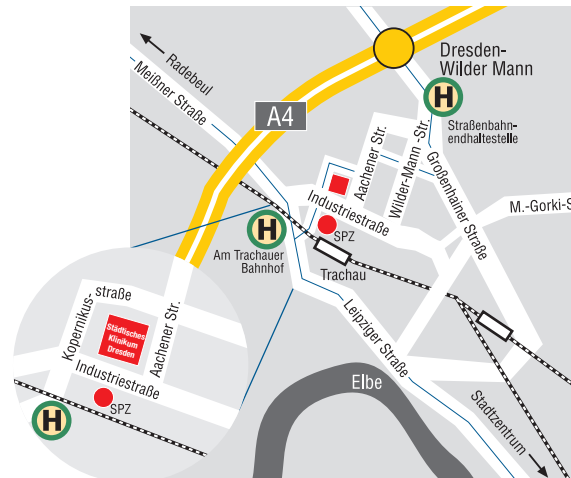 Radebeul
Meißner Straße
Dresden-
Wilder Mann
H
Straßenbahn-
endhaltestelle
A4
Aachener Str.
Wilder-Mann -Str.
Großenhainer Straße
Industriestraße
SPZ
M.-Gorki-S
H
Am Trachauer
Bahnhof
Trachau
Leipziger Straße
Elbe
Stadtzentrum
Kopernikus-
straße
Aachener Str.
Städtisches
Klinikum
Dresden
Industriestraße
SPZ
H